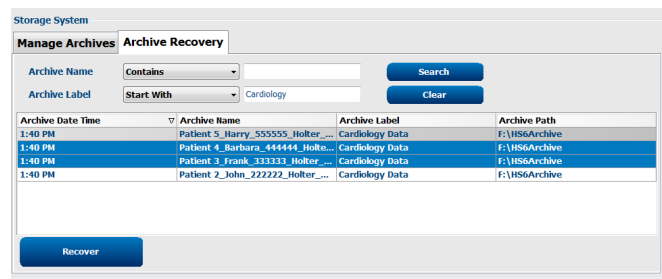 Storage System
Manage Archives Archive Recovery
Archive Name Contains Search
Archive Label Start With Cardiology Clear
Archive Date Time Archive Name Archive Label Archive Path
1:40 PM Patient 5_Harry_555555_Holter_... Cardiology Data F:\HS6Archive
1:40 PM Patient 4_Barbara_444444_Holte... Cardiology Data F:\HS6Archive
1:40 PM Patient 3_Frank_333333_Holter_... Cardiology Data F:\HS6Archive
1:40 PM Patient 2_John_222222_Holter_... Cardiology Data F:\HS6Archive
Recover